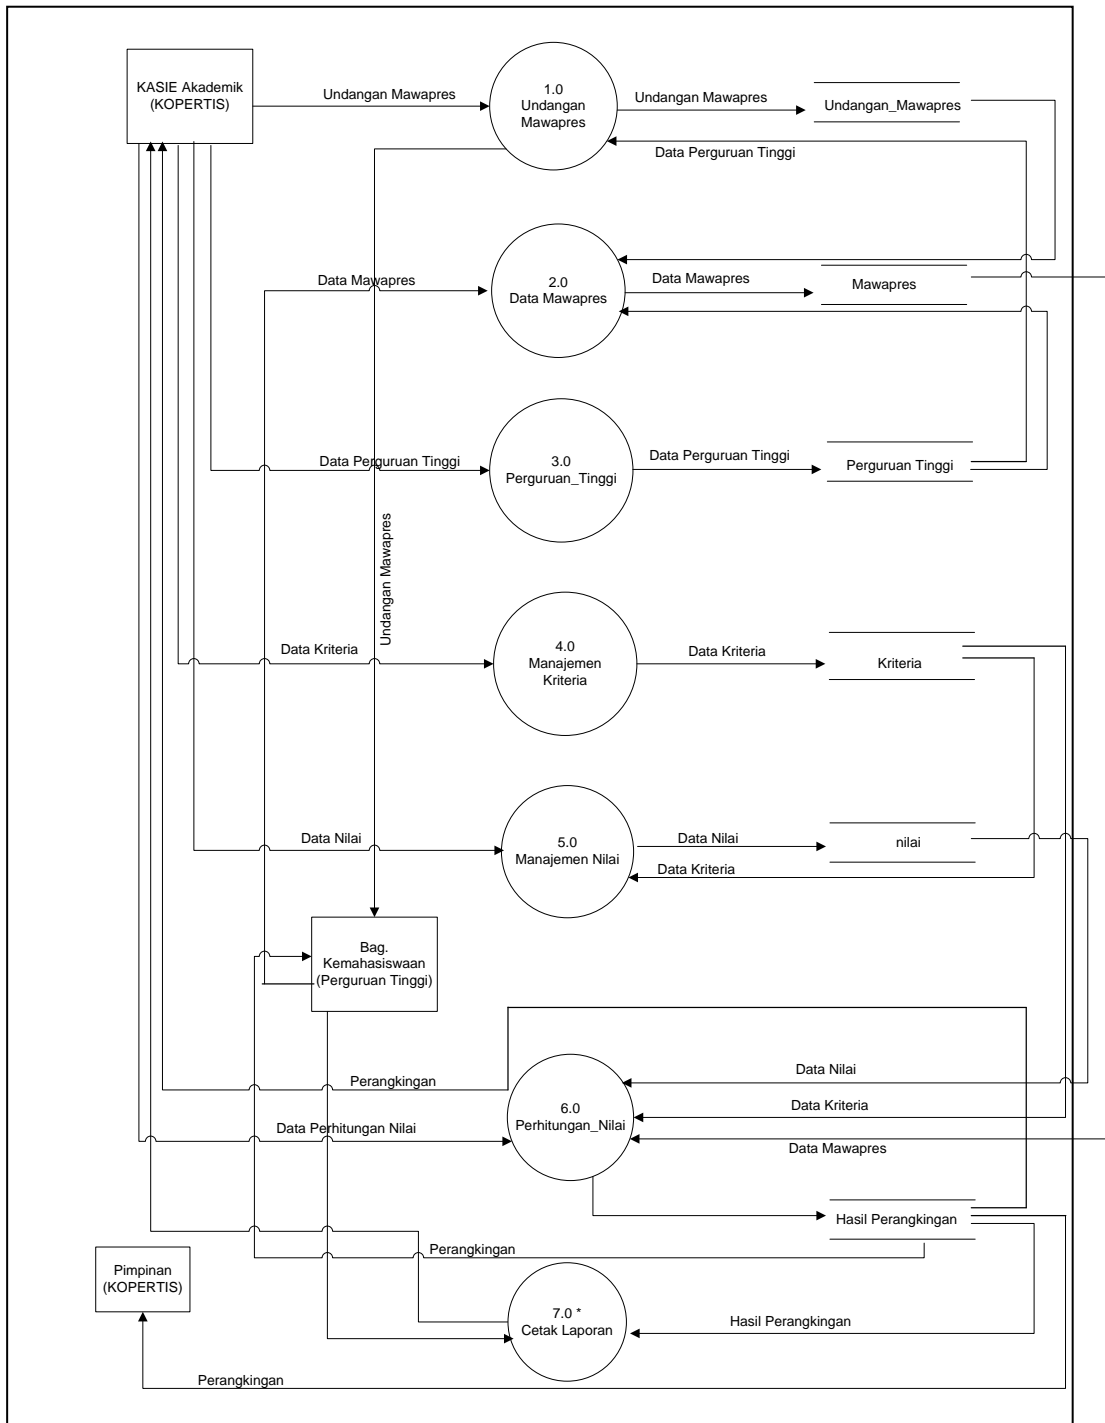 KASIE Akademik
(KOPERTIS)
Undangan Mawapres
1.0
Undangan
Mawapres
Undangan Mawapres
Undangan_Mawapres
Data Perguruan Tinggi
Data Mawapres
2.0
Data Mawapres
Data Mawapres
Mawapres
Data Perguruan Tinggi
3.0
Perguruan_Tinggi
Data Perguruan Tinggi
Perguruan Tinggi
Undangan Mawapres
Data Kriteria
4.0
Manajemen
Kriteria
Data Kriteria
Kriteria
Data Nilai
5.0
Manajemen Nilai
Data Nilai
nilai
Data Kriteria
Bag.
Kemahasiswaan
(Perguruan Tinggi)
Perangkingan
Data Perhitungan Nilai
6.0
Perhitungan_Nilai
Data Nilai
Data Kriteria
Data Mawapres
Hasil Perangkingan
Perangkingan
Pimpinan
(KOPERTIS)
7.0 *
Cetak Laporan
Hasil Perangkingan
Perangkingan